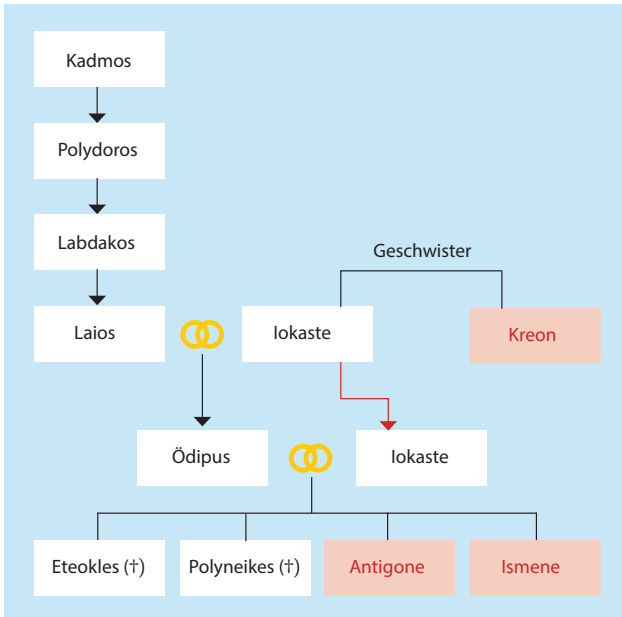 Kadmos
Polydoros
Labdakos
Geschwister
Laios
Iokaste
Kreon
Ödipus
Iokaste
Eteokles (†)
Polyneikes (†)
Antigone
Ismene